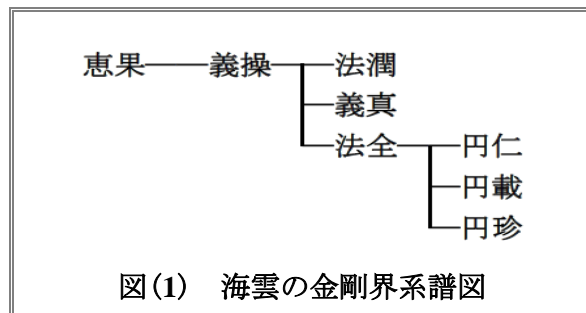 恵果 義操 法潤
義真
法全 円仁
円載
円珍
図(1) 海雲の金剛界系譜図